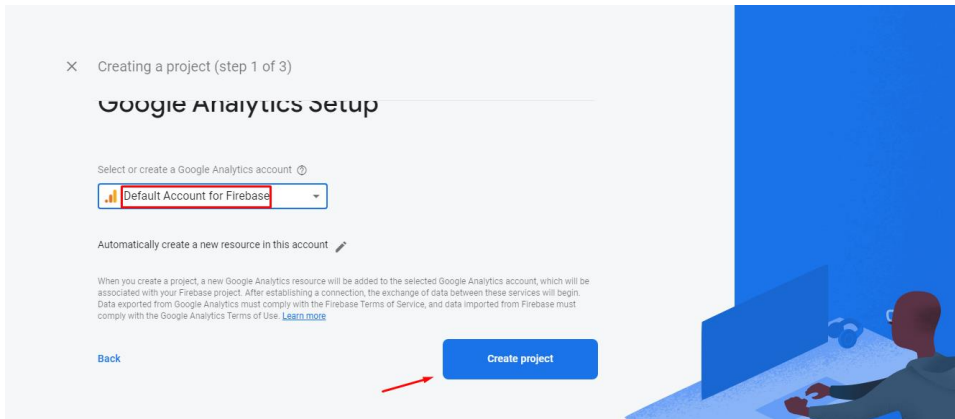 Creating a project (step 1 of 3)
Google Analytics Setup
Select or create a Google Analytics account
Default Account for Firebase
Automatically create a new resource in this account
When you create a project, a new Google Analytics resource will be added to the selected Google Analytics account, which will be
associated with your Firebase project. After establishing a connection, the exchange of data between these services will begin.
Data exported from Google Analytics must comply with the Firebase Terms of Service, and data imported from Firebase must
comply with the Google Analytics Terms of Use. Learn more
Back
Create project